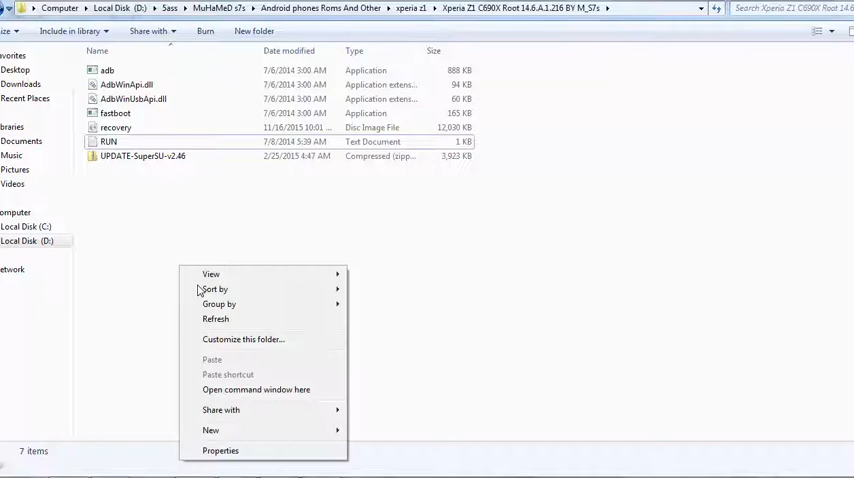 Computer ▸ Local Disk (D:) ▸ 5ass ▸ MuHaMeD s7s ▸ Android phones Roms And Other ▸ xperia z1 ▸ Xperia Z1 C690X Root 14.6.A.1.216 BY M_S7s ▸ Search Xperia Z1 C690X Root 14.6...
ize ▾ Include in library ▾ Share with ▾ Burn New folder
Name Date modified Type Size
avorites
Desktop
Downloads
Recent Places
ibraries
Documents
Music
Pictures
Videos
omputer
Local Disk (C:)
Local Disk (D:)
etwork
adb 7/6/2014 3:00 AM Application 888 KB
AdbWinApi.dll 7/6/2014 3:00 AM Application extens... 94 KB
AdbWinUsbApi.dll 7/6/2014 3:00 AM Application extens... 60 KB
fastboot 7/6/2014 3:00 AM Application 165 KB
recovery 11/16/2015 10:01 ... Disc Image File 12,030 KB
RUN 7/8/2014 5:39 AM Text Document 1 KB
UPDATE-SuperSU-v2.46 2/25/2015 4:47 AM Compressed (zipp... 3,923 KB
View
Sort by
Group by
Refresh
Customize this folder...
Paste
Paste shortcut
Open command window here
Share with
New
Properties
7 items